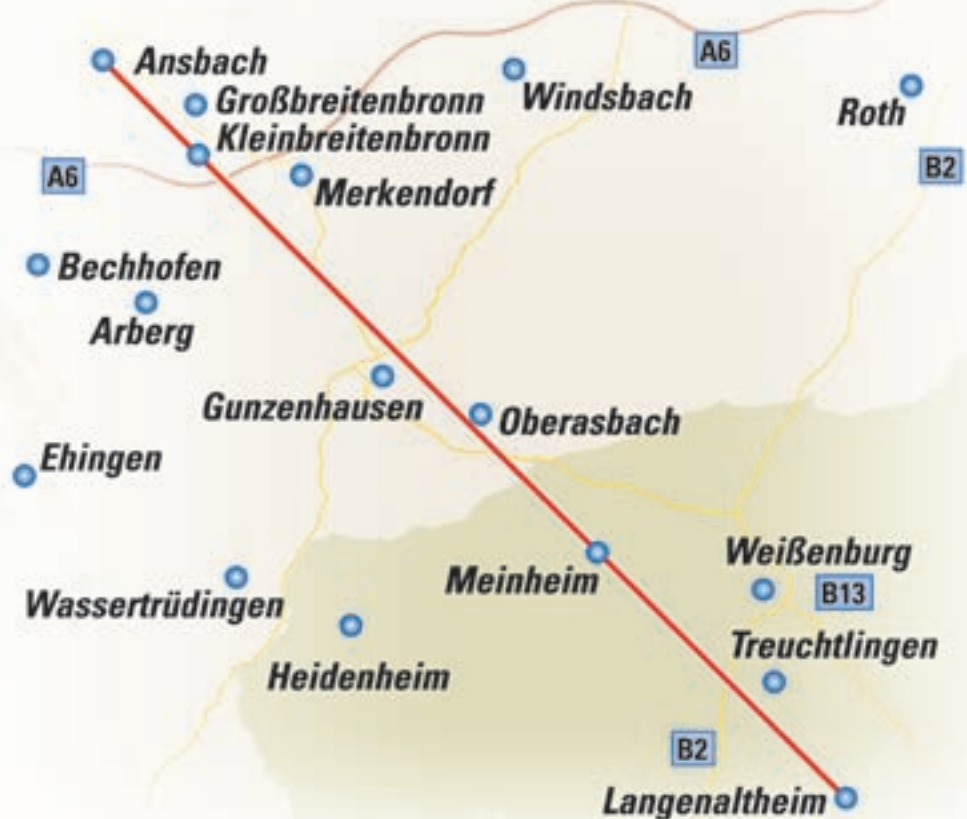 Ansbach
A6
Windsbach
Großbreitenbronn
Roth
Kleinbreitenbronn
A6
Merkendorf
B2
Bechhofen
Arberg
Gunzenhausen
Oberasbach
Ehingen
Weißenburg
Meinheim
B13
Wassertrüdingen
Treuchtlingen
Heidenheim
B2
Langenaltheim